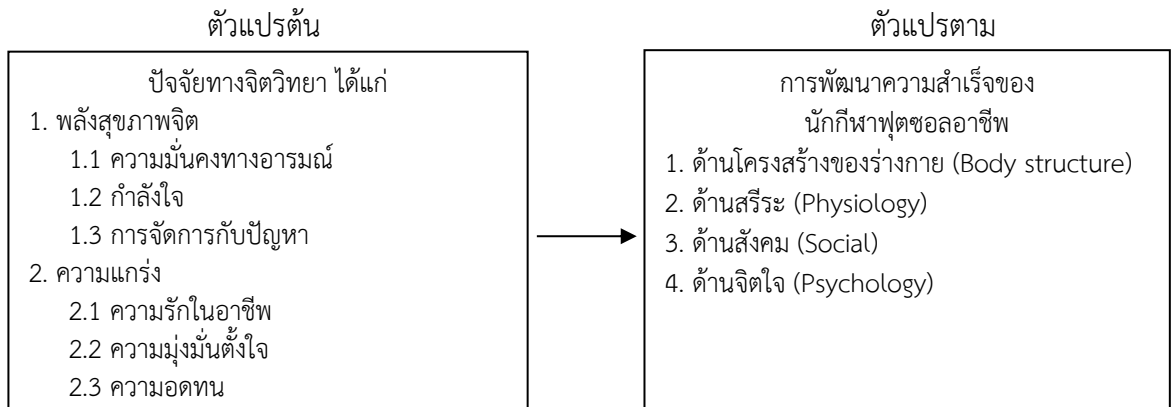 ตัวแปรต้น
ปัจจัยทางจิตวิทยา ได้แก่
1. พลังสุขภาพจิต
1.1 ความมั่นคงทางอารมณ์
1.2 กำลังใจ
1.3 การจัดการกับปัญหา
2. ความแกร่ง
2.1 ความรักในอาชีพ
2.2 ความมุ่งมั่นตั้งใจ
2.3 ความอดทน
ตัวแปรตาม
การพัฒนาความสำเร็จของ
นักกีฬาฟุตซอลอาชีพ
1. ด้านโครงสร้างของร่างกาย (Body structure)
2. ด้านสรีระ (Physiology)
3. ด้านสังคม (Social)
4. ด้านจิตใจ (Psychology)